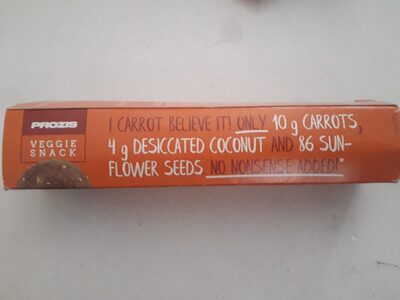 PROZIS
VEGGIE
SNACK
I CARROT BELIEVE IT! ONLY 10 g CARROTS,
4 g DESICCATED COCONUT AND 86 SUN-
FLOWER SEEDS NO NONSENSE ADDED!*